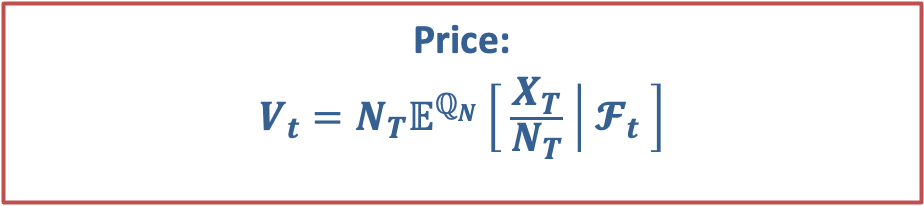 Price:
V_t = N_T 𝔼^{ℚ_N} [ X_T / N_T | ℱ_t ]